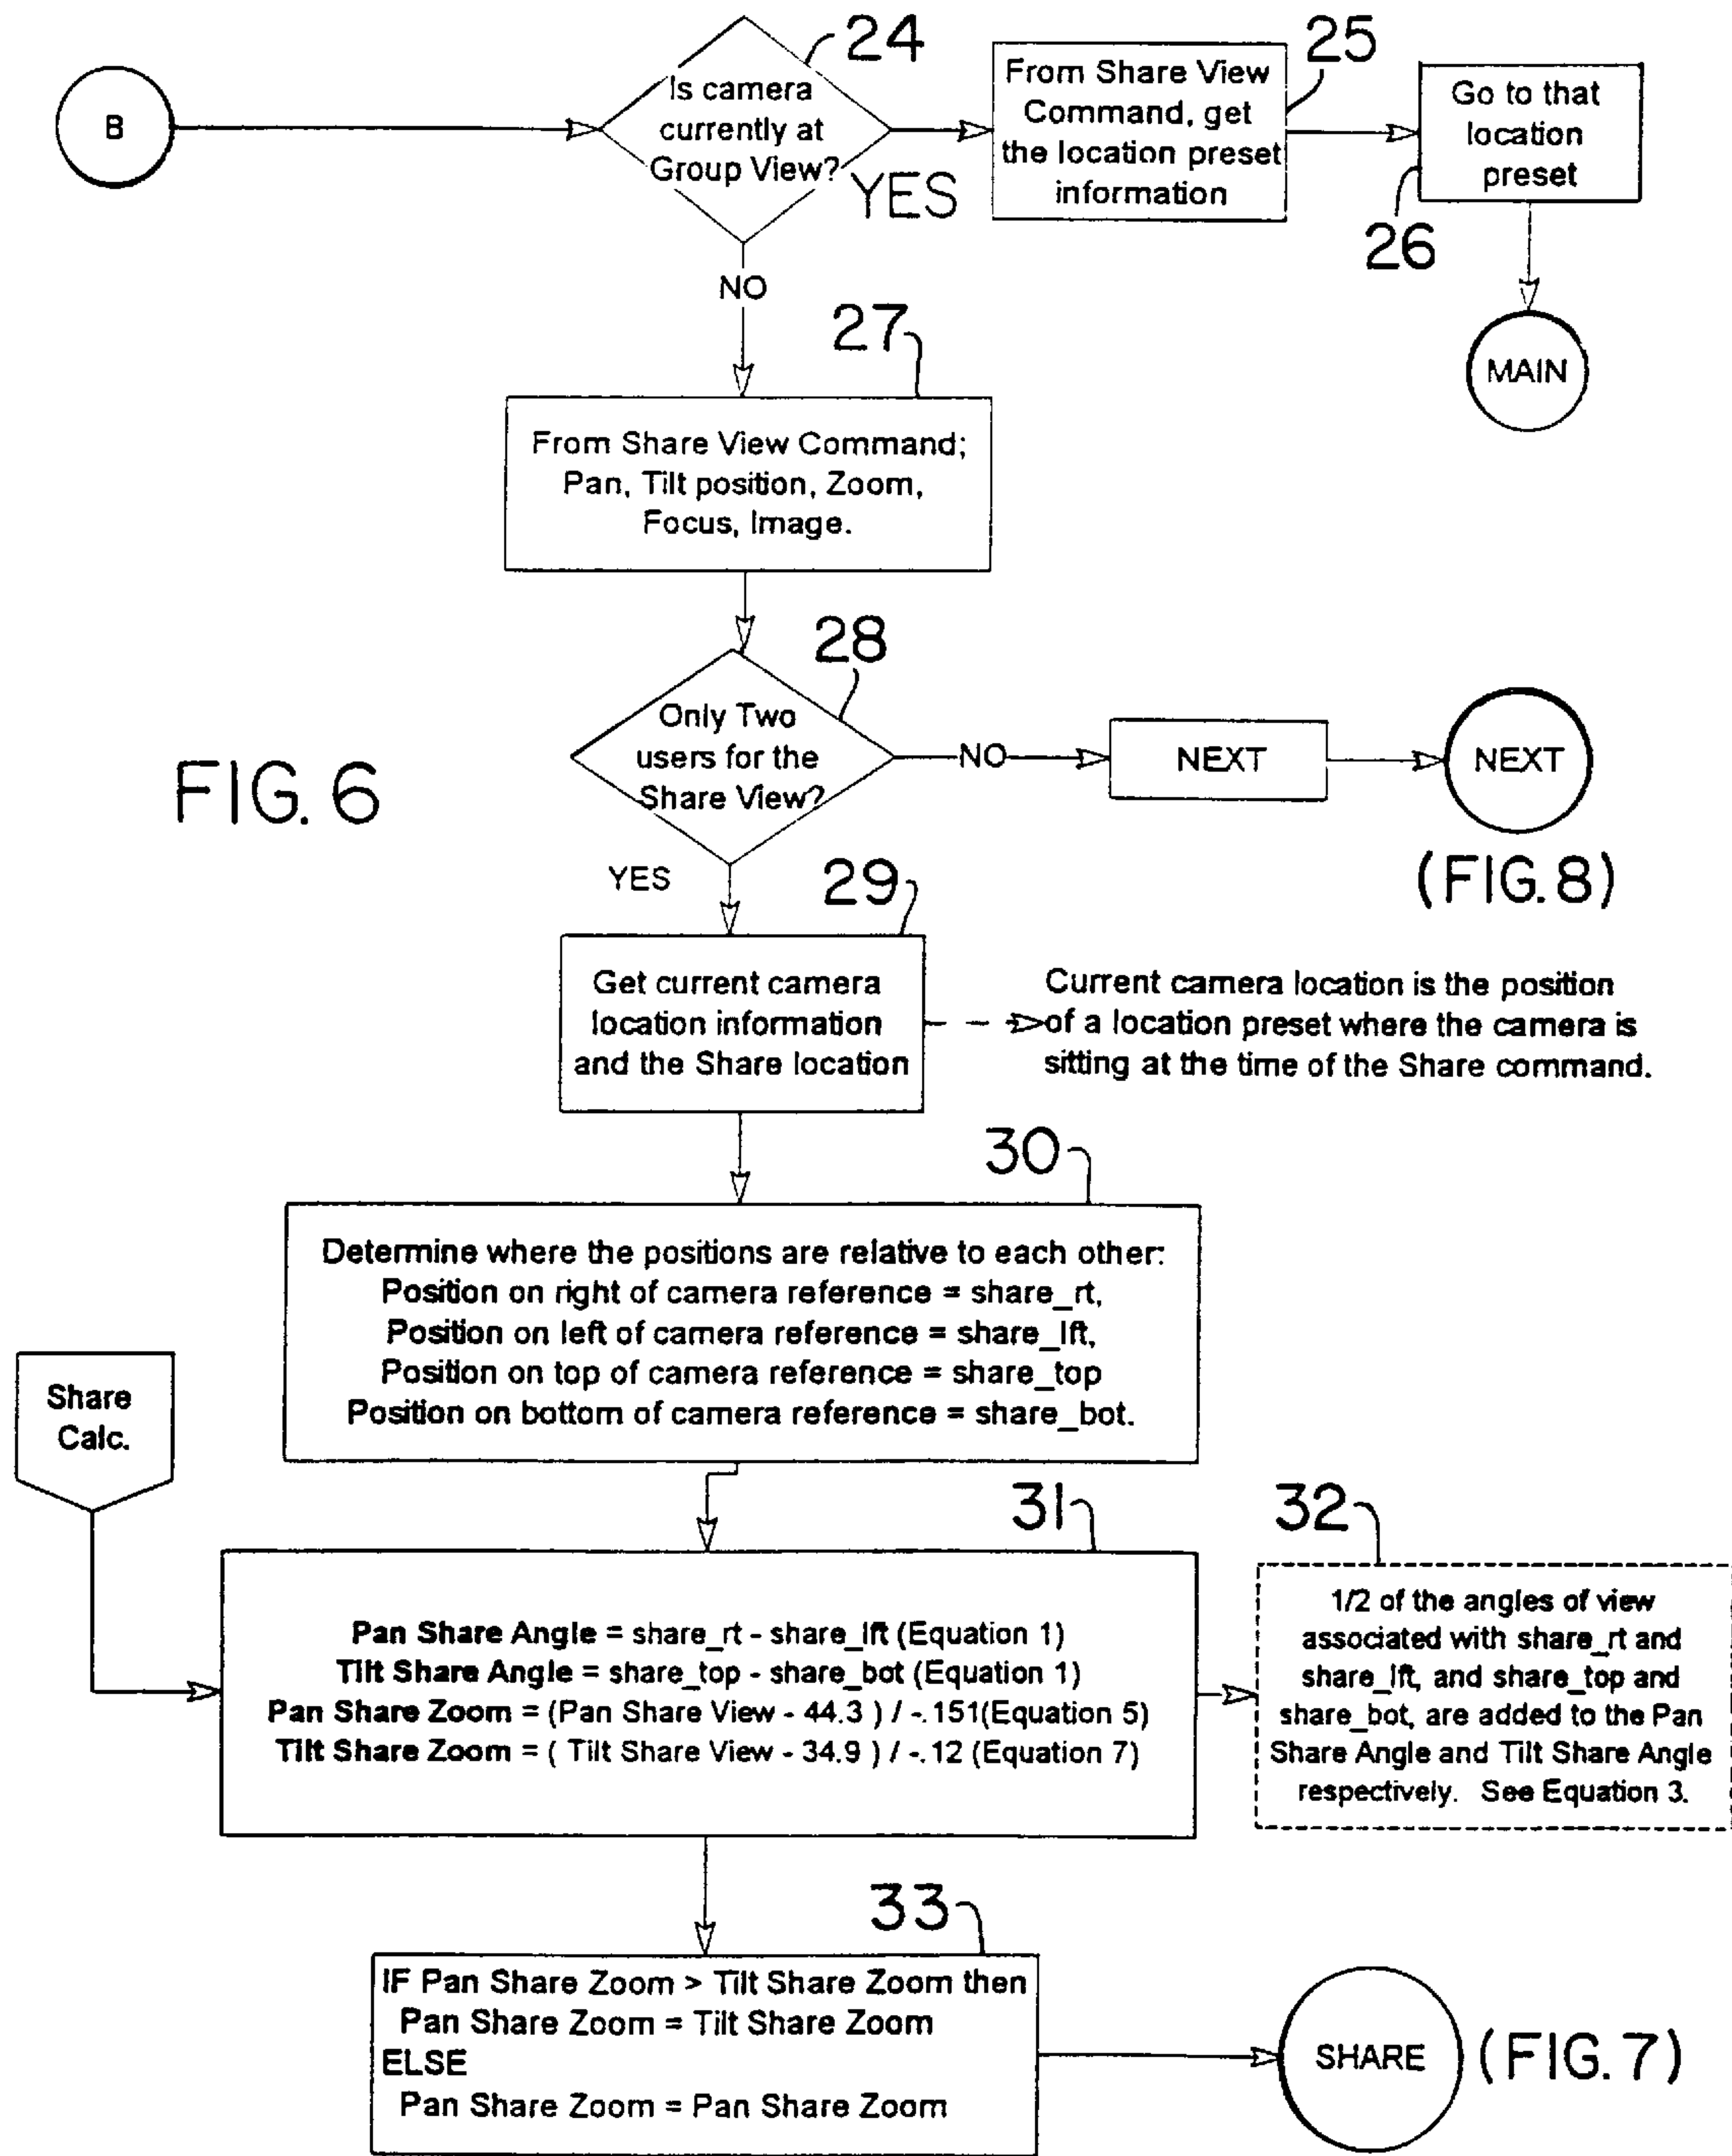 B
24
Is camera
currently at
Group View?
YES
25
From Share View
Command, get
the location preset
information
Go to that
location
preset
26
MAIN
NO
27
From Share View Command;
Pan, Tilt position, Zoom,
Focus, Image.
28
Only Two
users for the
Share View?
NO
NEXT
NEXT
(FIG. 8)
FIG. 6
YES
29
Get current camera
location information
and the Share location
Current camera location is the position
of a location preset where the camera is
sitting at the time of the Share command.
30
Determine where the positions are relative to each other:
Position on right of camera reference = share_rt,
Position on left of camera reference = share_lft,
Position on top of camera reference = share_top
Position on bottom of camera reference = share_bot.
Share
Calc.
31
Pan Share Angle = share_rt - share_lft (Equation 1)
Tilt Share Angle = share_top - share_bot (Equation 1)
Pan Share Zoom = (Pan Share View - 44.3 ) / -.151(Equation 5)
Tilt Share Zoom = ( Tilt Share View - 34.9 ) / -.12 (Equation 7)
32
1/2 of the angles of view
associated with share_rt and
share_lft, and share_top and
share_bot, are added to the Pan
Share Angle and Tilt Share Angle
respectively. See Equation 3.
33
IF Pan Share Zoom > Tilt Share Zoom then
Pan Share Zoom = Tilt Share Zoom
ELSE
Pan Share Zoom = Pan Share Zoom
SHARE
(FIG. 7)